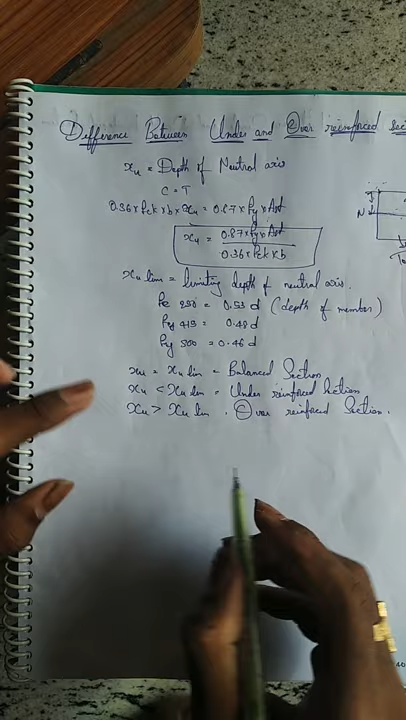 Difference Between Under and Over reinforced sec
xu = Depth of Neutral axis
C = T
0.36 x Fck x b x xu = 0.87 x Fy x Ast
xu = 0.87 x Fy x Ast
0.36 x Fck x b
xu lim = limiting depth of neutral axis.
Fe 250 = 0.53 d (depth of member)
Fy 415 = 0.48 d
Fy 500 = 0.46 d
xu = xu lim = Balanced Section
xu < xu lim = Under reinforced Section
xu > xu lim . Over reinforced Section.